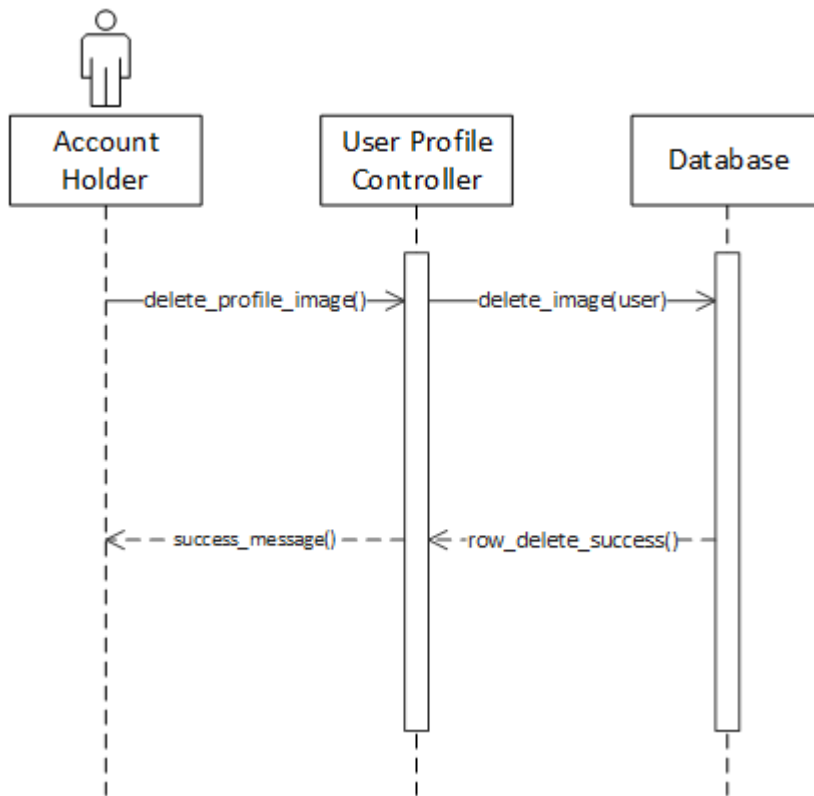 Account
Holder
User Profile
Controller
Database
delete_profile_image()
delete_image(user)
success_message()
row_delete_success()